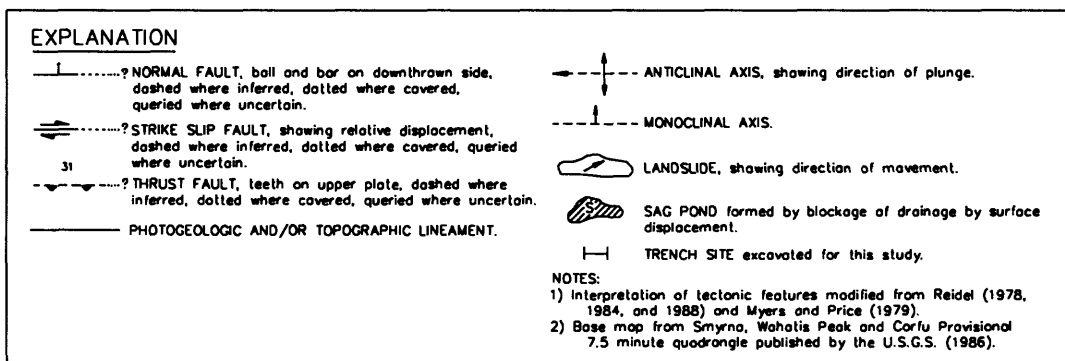 EXPLANATION
? NORMAL FAULT, ball and bar on downthrown side,
dashed where inferred, dotted where covered,
queried where uncertain.
? STRIKE SLIP FAULT, showing relative displacement,
dashed where inferred, dotted where covered, queried
where uncertain.
31
? THRUST FAULT, teeth on upper plate, dashed where
inferred, dotted where covered, queried where uncertain.
PHOTOGEOLOGIC AND/OR TOPOGRAPHIC LINEAMENT.
ANTICLINAL AXIS, showing direction of plunge.
MONOCLINAL AXIS.
LANDSLIDE, showing direction of movement.
S
SAG POND formed by blockage of drainage by surface
displacement.
TRENCH SITE excavated for this study.
NOTES:
1) Interpretation of tectonic features modified from Reidel (1978,
1984, and 1988) and Myers and Price (1979).
2) Base map from Smyrna, Wahatis Peak and Corfu Provisional
7.5 minute quadrangle published by the U.S.G.S. (1986).